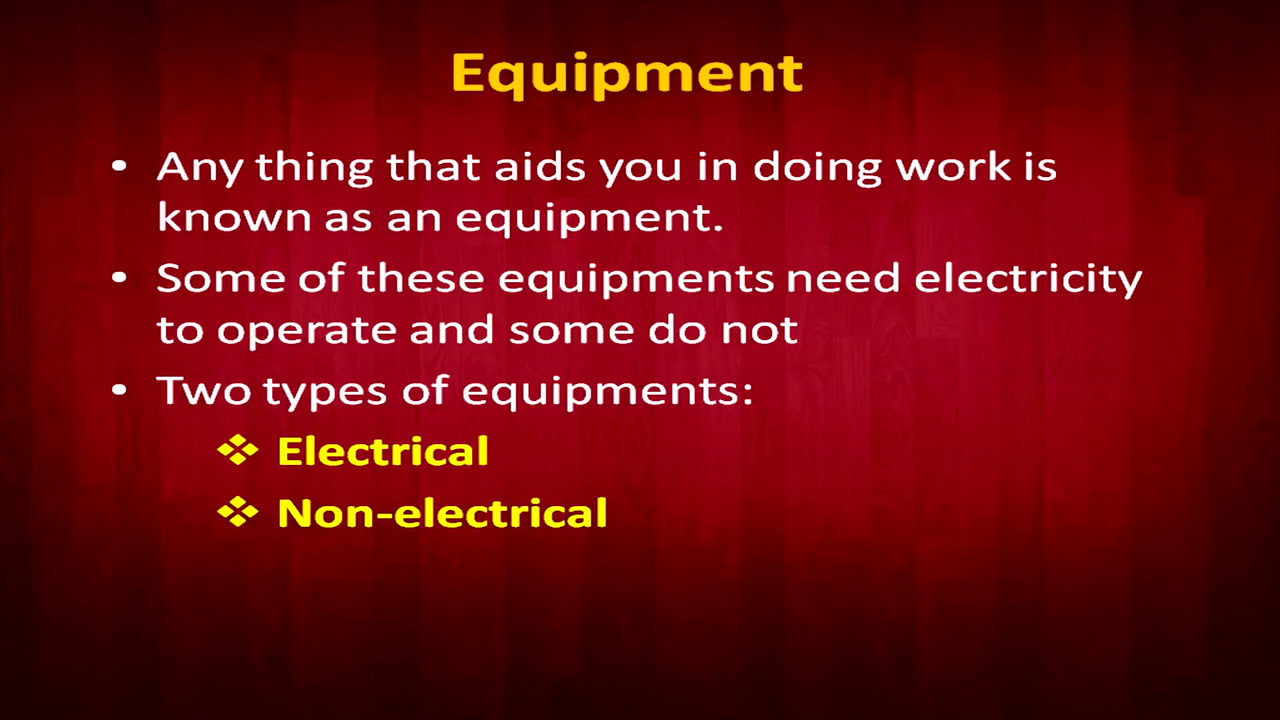 Equipment
• Any thing that aids you in doing work is
known as an equipment.
• Some of these equipments need electricity
to operate and some do not
• Two types of equipments:
❖ Electrical
❖ Non-electrical